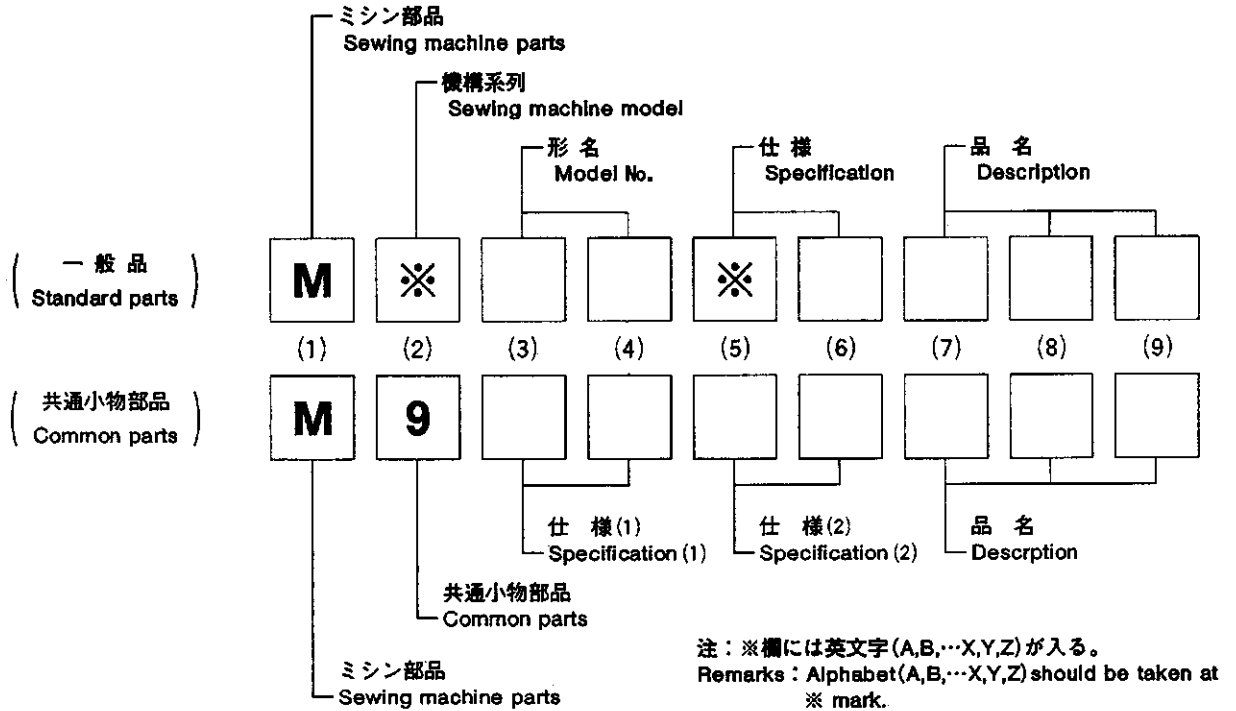 ミシン部品
Sewing machine parts
機構系列
Sewing machine model
形 名
Model No.
仕 様
Specification
品 名
Description
( 一 般 品
Standard parts )
M ※ ※
(1) (2) (3) (4) (5) (6) (7) (8) (9)
( 共通小物部品
Common parts )
M 9
仕 様(1)
Specification(1)
仕 様(2)
Specification(2)
品 名
Descrption
共通小物部品
Common parts
ミシン部品
Sewing machine parts
注：※欄には英文字(A,B,…X,Y,Z)が入る。
Remarks：Alphabet(A,B,…X,Y,Z)should be taken at
※ mark.